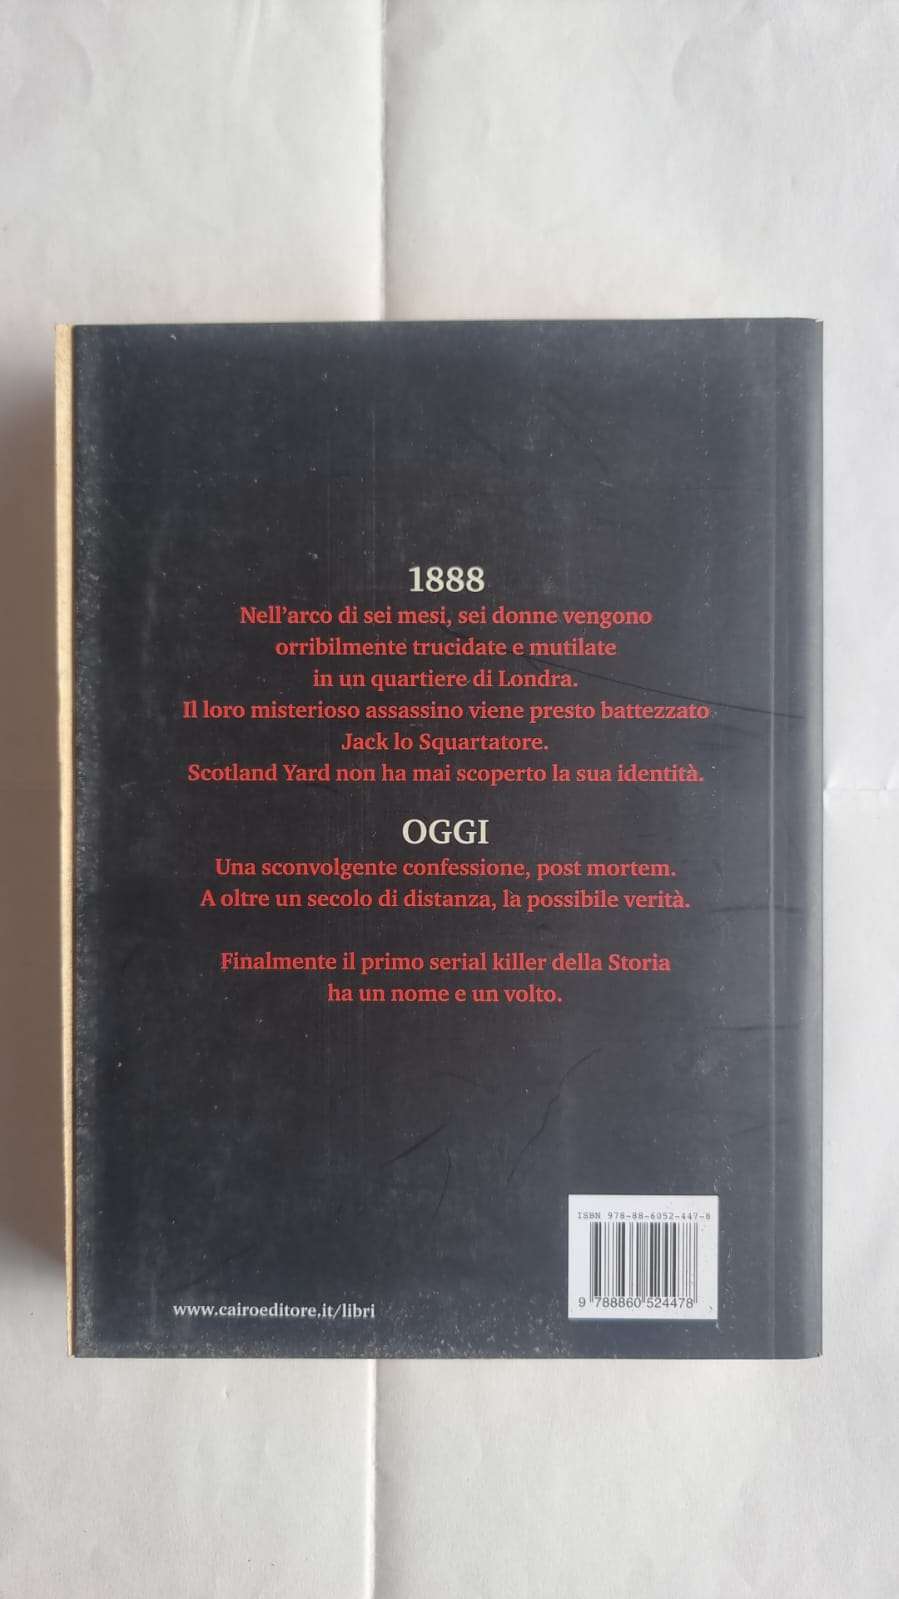 1888
Nell'arco di sei mesi, sei donne vengono
orribilmente trucidate e mutilate
in un quartiere di Londra.
Il loro misterioso assassino viene presto battezzato
Jack lo Squartatore.
Scotland Yard non ha mai scoperto la sua identità.
OGGI
Una sconvolgente confessione, post mortem.
A oltre un secolo di distanza, la possibile verità.
Finalmente il primo serial killer della Storia
ha un nome e un volto.
ISBN 978-88-6052-447-8
9 788860 524478
www.cairoeditore.it/libri